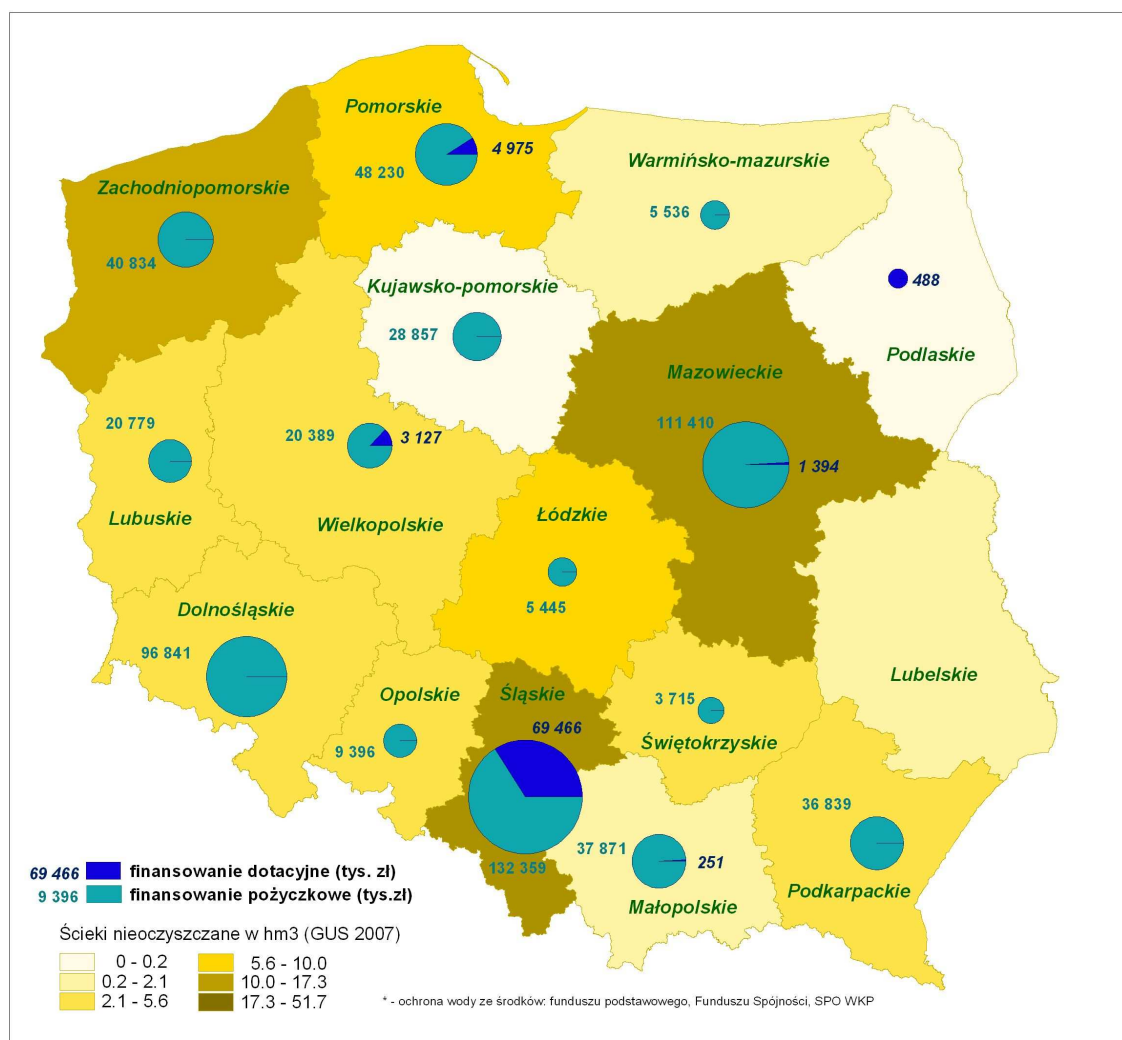 Pomorskie
4 975
48 230
Warmińsko-mazurskie
5 536
Zachodniopomorskie
40 834
Kujawsko-pomorskie
28 857
488
Podlaskie
Mazowieckie
111 410
1 394
20 779
Lubuskie
20 389
3 127
Wielkopolskie
Łódzkie
5 445
Dolnośląskie
96 841
Lubelskie
Opolskie
9 396
Śląskie
69 466
132 359
3 715
Świętokrzyskie
36 839
Podkarpackie
37 871
251
Małopolskie
69 466 finansowanie dotacyjne (tys. zł)
9 396 finansowanie pożyczkowe (tys.zł)
Ścieki nieoczyszczane w hm3 (GUS 2007)
0 - 0.2 5.6 - 10.0
0.2 - 2.1 10.0 - 17.3
2.1 - 5.6 17.3 - 51.7
* - ochrona wody ze środków: funduszu podstawowego, Funduszu Spójności, SPO WKP